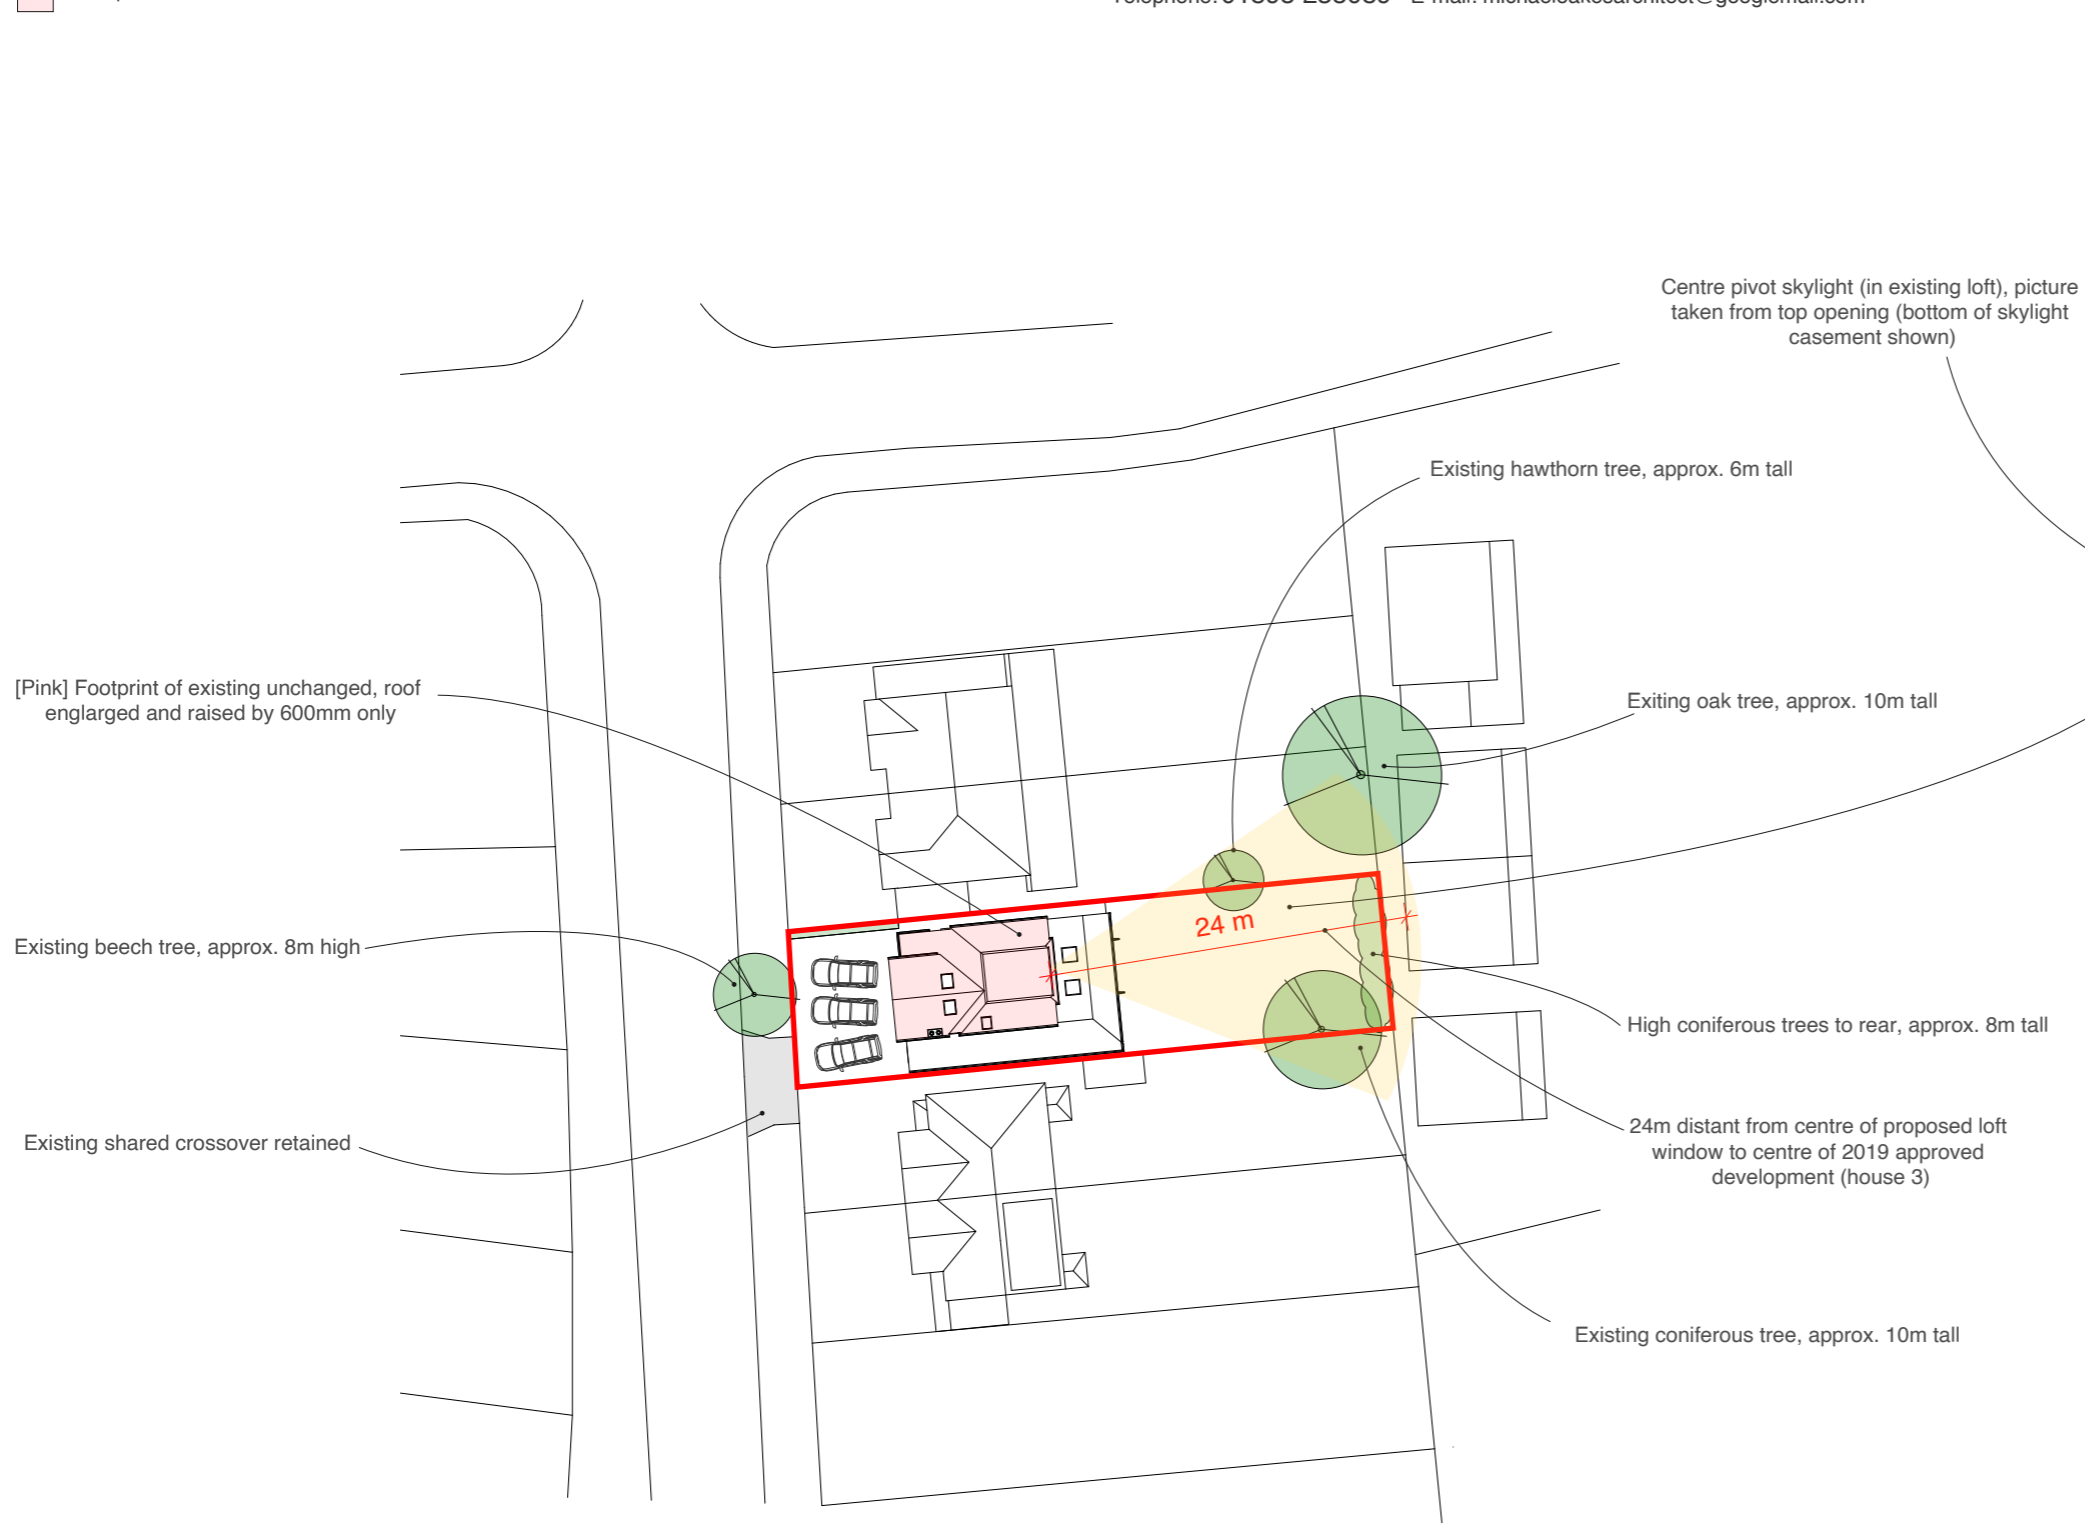 E-mail: michaeloakesarchitect@googlemail.com
Centre pivot skylight (in existing loft), picture
taken from top opening (bottom of skylight
casement shown)
Existing hawthorn tree, approx. 6m tall
[Pink] Footprint of existing unchanged, roof
englarged and raised by 600mm only
Exiting oak tree, approx. 10m tall
24 m
Existing beech tree, approx. 8m high
High coniferous trees to rear, approx. 8m tall
24m distant from centre of proposed loft
window to centre of 2019 approved
development (house 3)
Existing shared crossover retained
Existing coniferous tree, approx. 10m tall